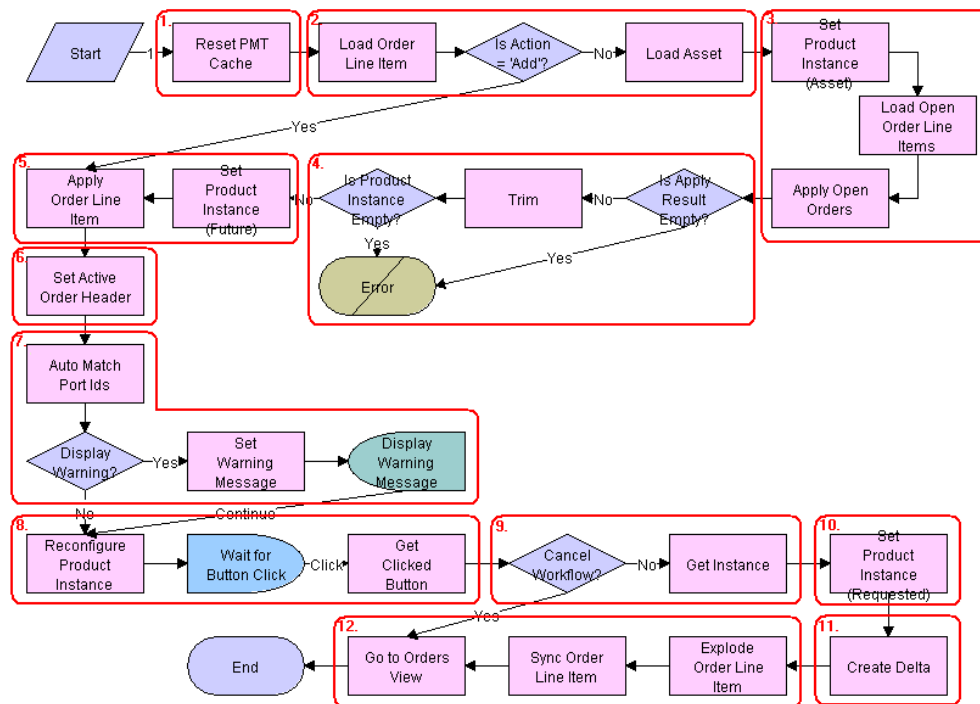 1.
2.
3.
Start
1
Reset PMT
Cache
Load Order
Line Item
Is Action
= 'Add'?
No
Load Asset
Set
Product
Instance
(Asset)
Load Open
Order Line
Items
Yes
5.
4.
Apply
Order Line
Item
Set
Product
Instance
(Future)
No
Is Product
Instance
Empty?
Trim
No
Is Apply
Result
Empty?
Apply Open
Orders
Yes
Yes
Error
6.
Set Active
Order Header
7.
Auto Match
Port Ids
Display
Warning?
Yes
Set
Warning
Message
Display
Warning
Message
No
Continue
8.
9.
10.
Reconfigure
Product
Instance
Wait for
Button Click
Click
Get
Clicked
Button
Cancel
Workflow?
No
Get Instance
Set
Product
Instance
(Requested)
Yes
12.
11.
End
Go to Orders
View
Sync Order
Line Item
Explode
Order Line
Item
Create Delta